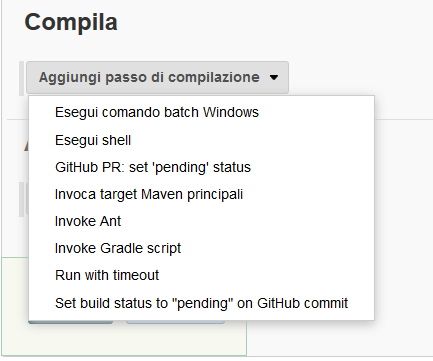 Compila
Aggiungi passo di compilazione
Esegui comando batch Windows
Esegui shell
GitHub PR: set 'pending' status
Invoca target Maven principali
Invoke Ant
Invoke Gradle script
Run with timeout
Set build status to "pending" on GitHub commit